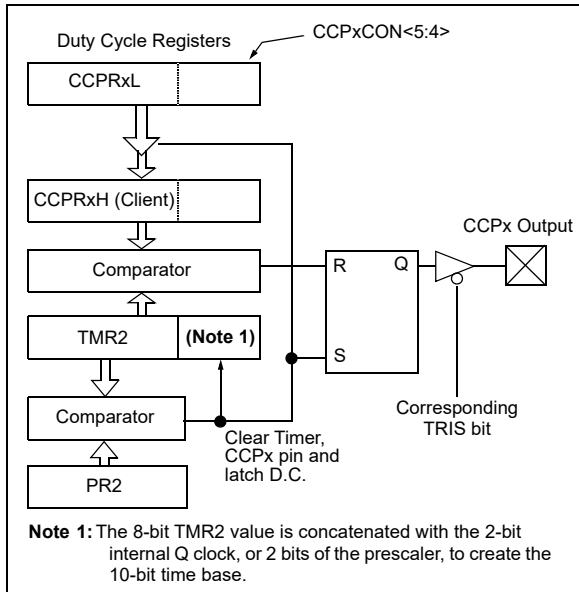 Duty Cycle Registers
CCPxCON<5:4>
CCPRxL
CCPRxH (Client)
CCPx Output
Comparator
R
Q
TMR2
(Note 1)
S
Comparator
Clear Timer,
CCPx pin and
latch D.C.
Corresponding
TRIS bit
PR2
Note 1: The 8-bit TMR2 value is concatenated with the 2-bit
internal Q clock, or 2 bits of the prescaler, to create the
10-bit time base.